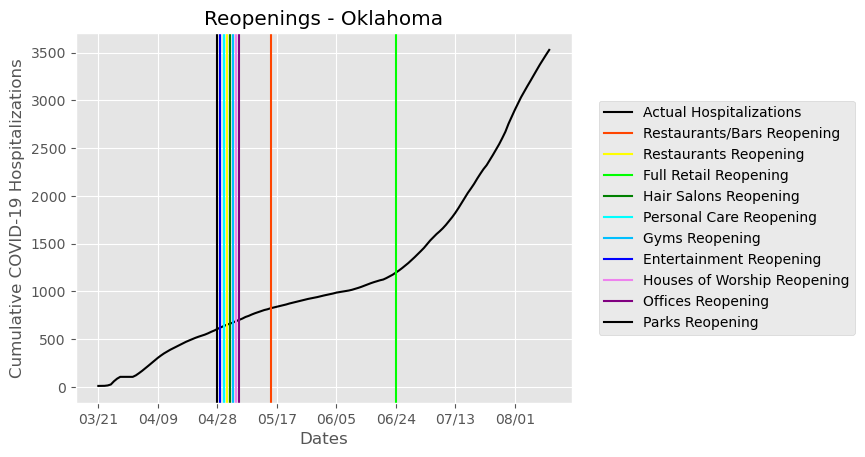 Reopenings - Oklahoma
Cumulative COVID-19 Hospitalizations
3500
3000
2500
2000
1500
1000
500
0
03/21 04/09 04/28 05/17 06/05 06/24 07/13 08/01
Dates
Actual Hospitalizations
Restaurants/Bars Reopening
Restaurants Reopening
Full Retail Reopening
Hair Salons Reopening
Personal Care Reopening
Gyms Reopening
Entertainment Reopening
Houses of Worship Reopening
Offices Reopening
Parks Reopening